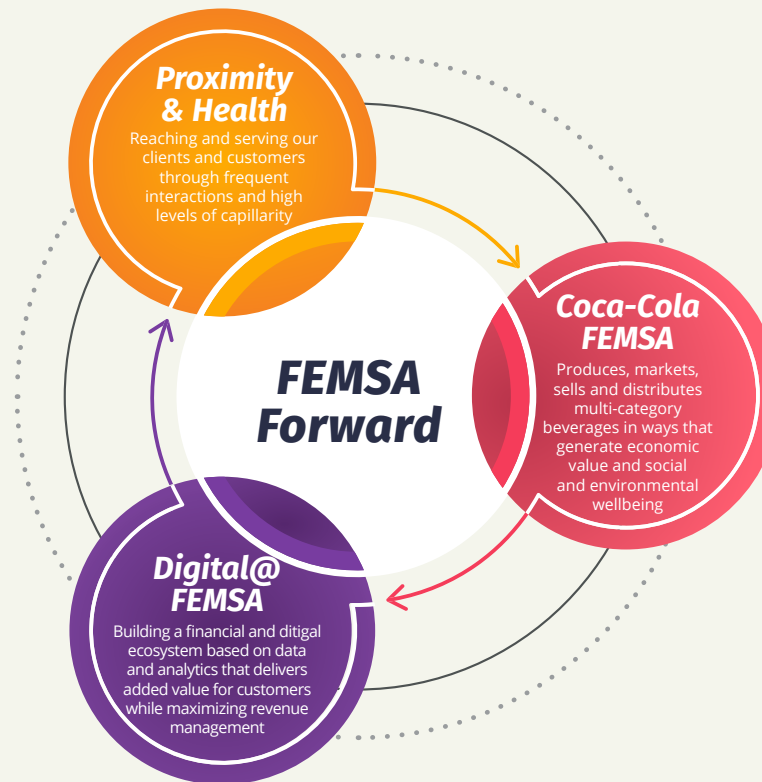 Proximity
& Health
Reaching and serving our
clients and customers
through frequent
interactions and high
levels of capillarity
Coca-Cola
FEMSA
Produces, markets,
sells and distributes
multi-category
beverages in ways that
generate economic
value and social
and environmental
wellbeing
FEMSA
Forward
Digital@
FEMSA
Building a financial and ditigal
ecosystem based on data
and analytics that delivers
added value for customers
while maximizing revenue
management